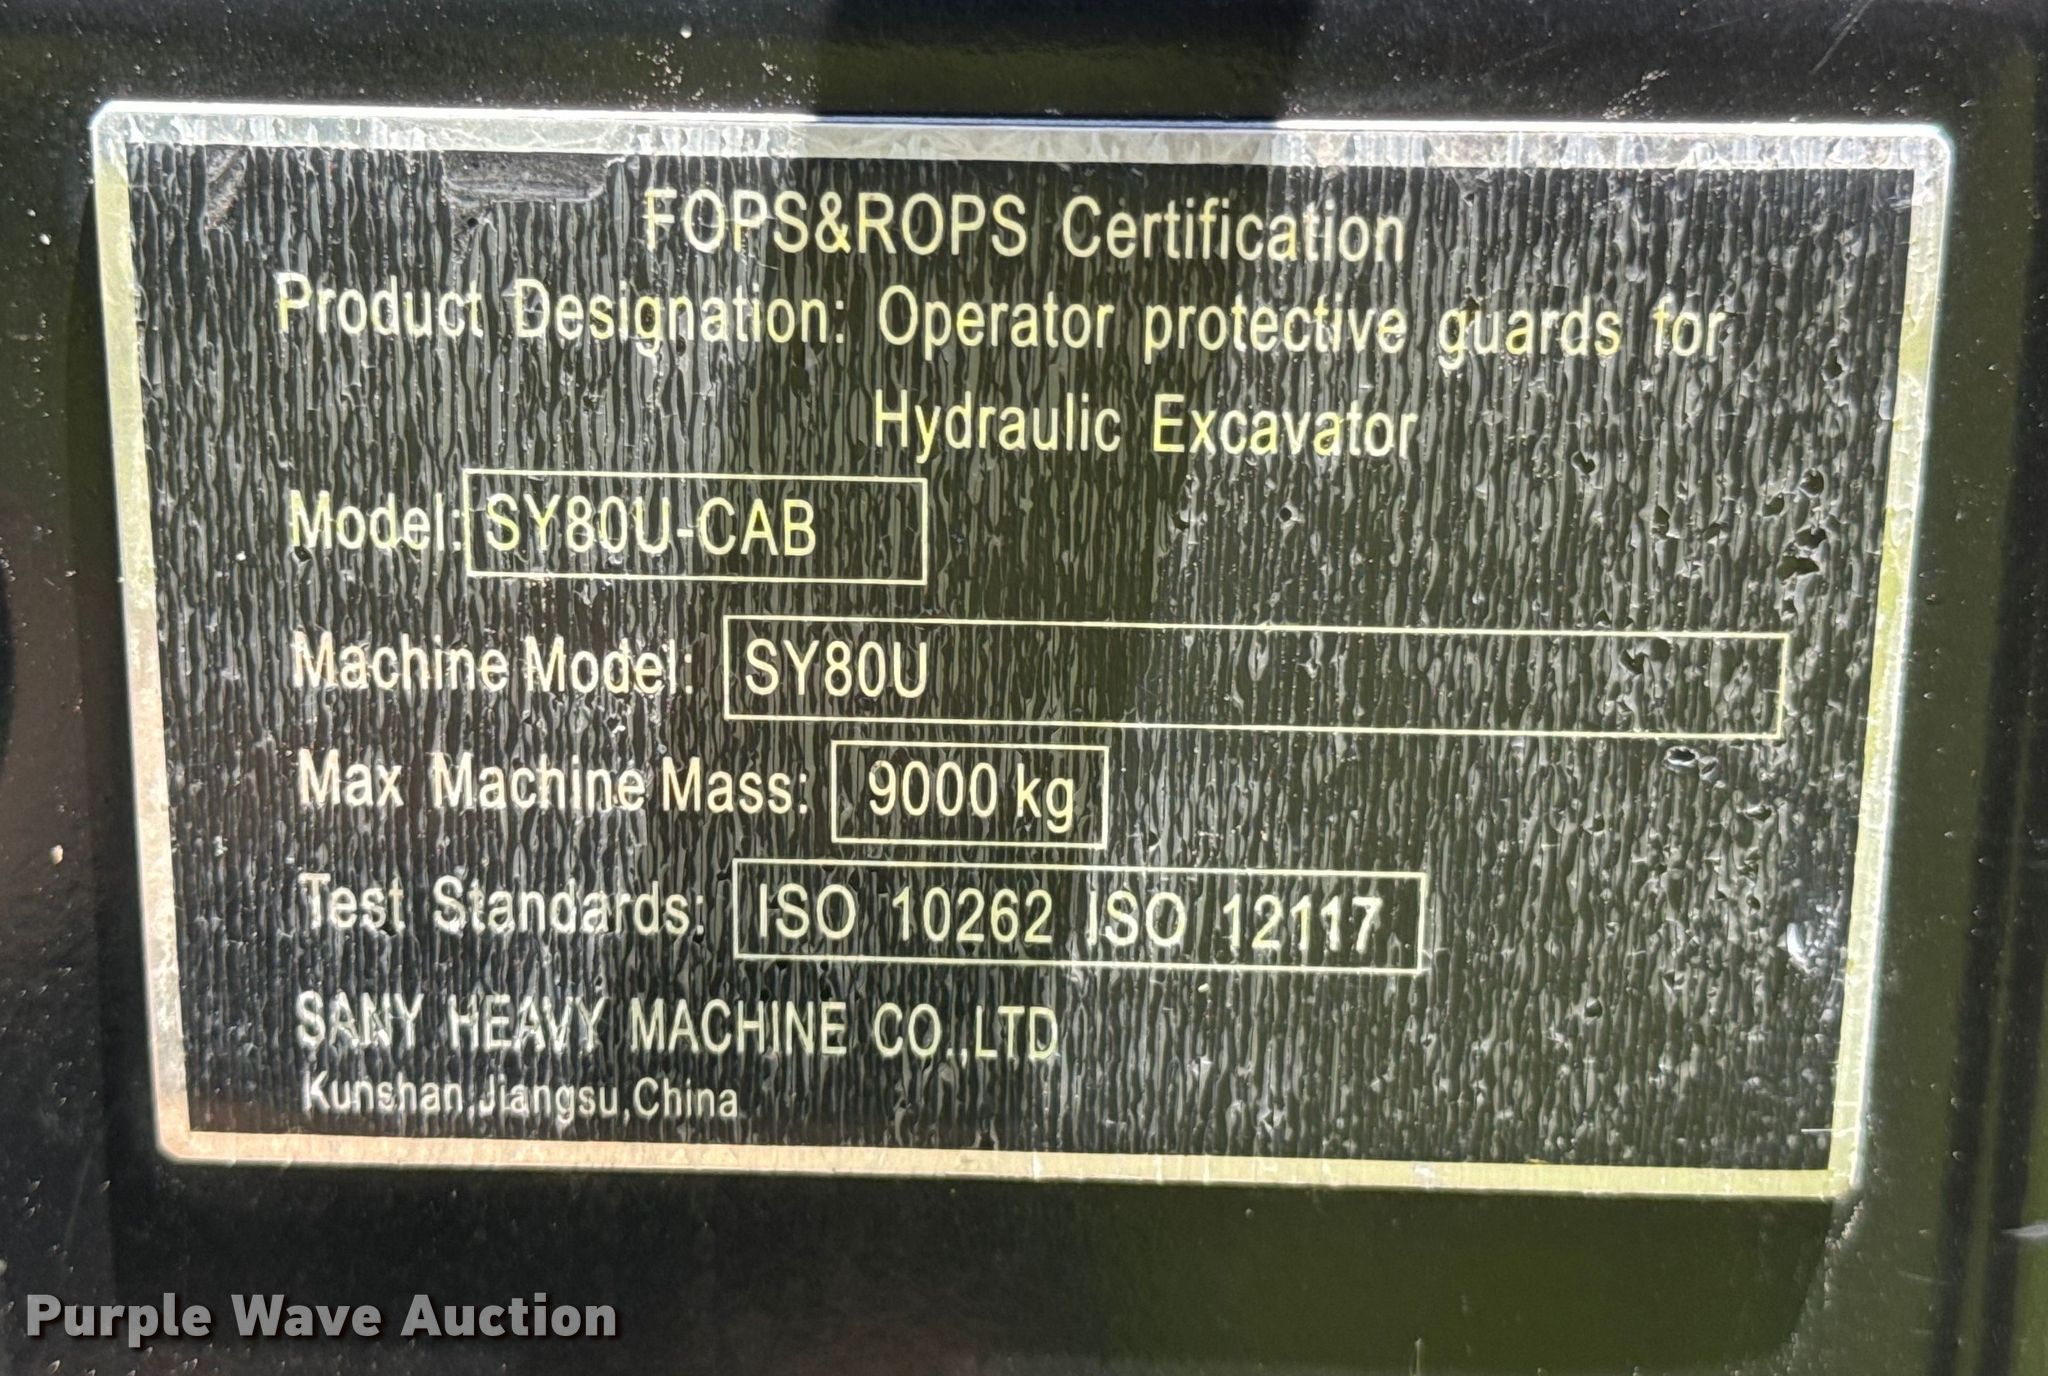 FOPS&ROPS Certification
Product Designation: Operator protective guards for
Hydraulic Excavator
Model: SY80U-CAB
Machine Model: SY80U
Max Machine Mass: 9000 kg
Test Standards: ISO 10262 ISO 12117
SANY HEAVY MACHINE CO.,LTD
Kunshan,Jiangsu,China
Purple Wave Auction